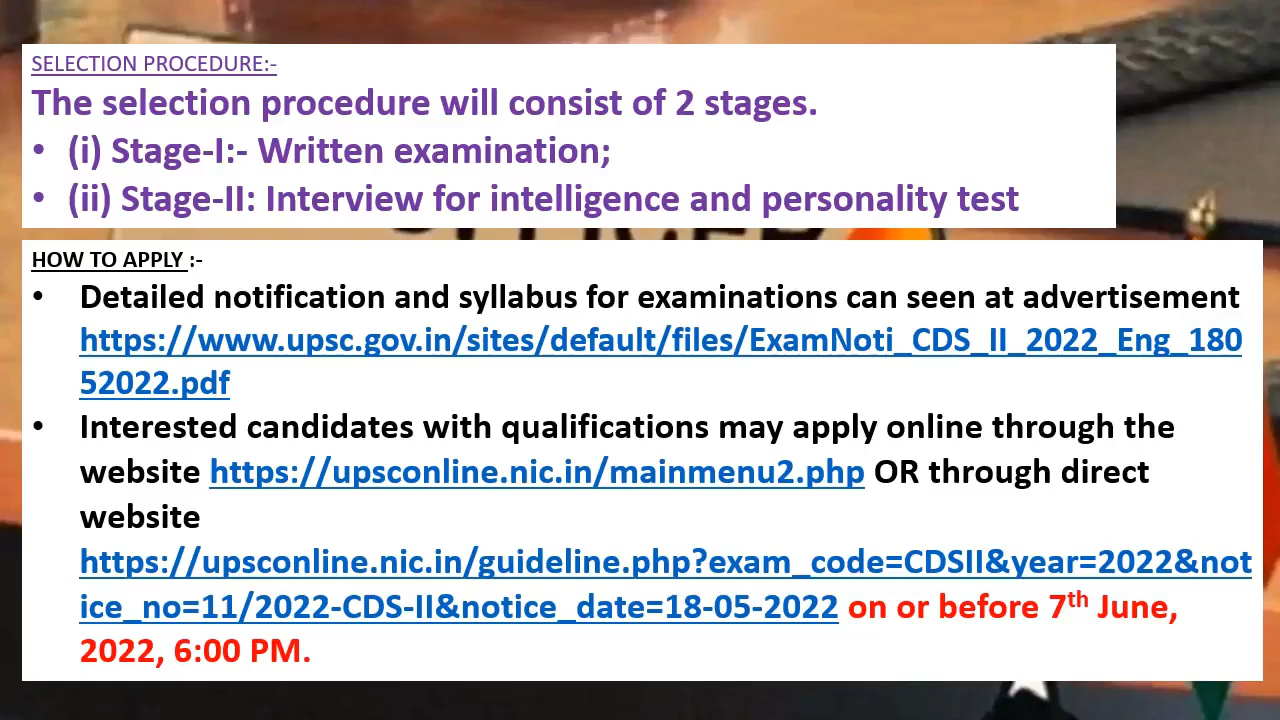 SELECTION PROCEDURE:-
The selection procedure will consist of 2 stages.
• (i) Stage-I:- Written examination;
• (ii) Stage-II: Interview for intelligence and personality test
HOW TO APPLY :-
• Detailed notification and syllabus for examinations can seen at advertisement
https://www.upsc.gov.in/sites/default/files/ExamNoti_CDS_II_2022_Eng_180
52022.pdf
• Interested candidates with qualifications may apply online through the
website https://upsconline.nic.in/mainmenu2.php OR through direct
website
https://upsconline.nic.in/guideline.php?exam_code=CDSII&year=2022&not
ice_no=11/2022-CDS-II&notice_date=18-05-2022 on or before 7th June,
2022, 6:00 PM.